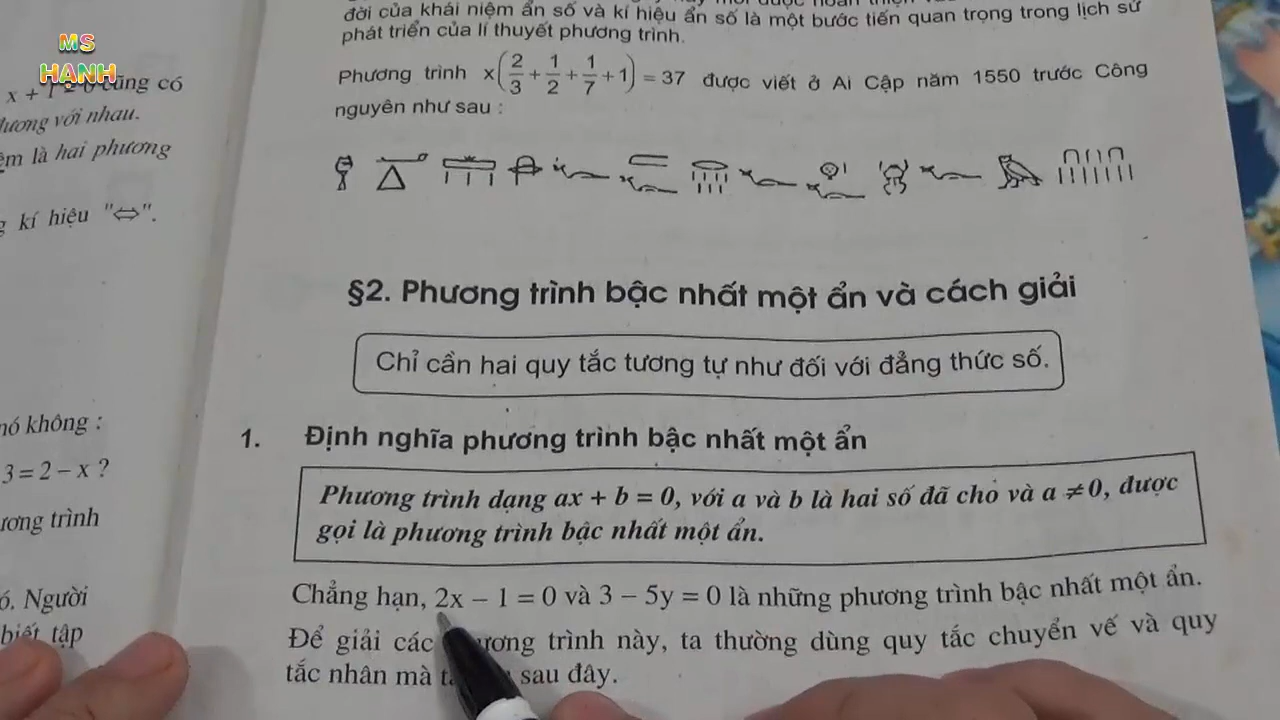 MS
HẠNH
x + 1 = 0 cũng có
đương với nhau.
ệm là hai phương
g kí hiệu "⇔".
nó không :
3 = 2 – x ?
ương trình
ó. Người
biết tập
đời của khái niệm ẩn số và kí hiệu ẩn số là một bước tiến quan trọng trong lịch sử
phát triển của lí thuyết phương trình.
Phương trình x(2/3 + 1/2 + 1/7 + 1) = 37 được viết ở Ai Cập năm 1550 trước Công
nguyên như sau :
§2. Phương trình bậc nhất một ẩn và cách giải
Chỉ cần hai quy tắc tương tự như đối với đẳng thức số.
1. Định nghĩa phương trình bậc nhất một ẩn
Phương trình dạng ax + b = 0, với a và b là hai số đã cho và a ≠ 0, được
gọi là phương trình bậc nhất một ẩn.
Chẳng hạn, 2x – 1 = 0 và 3 – 5y = 0 là những phương trình bậc nhất một ẩn.
Để giải các phương trình này, ta thường dùng quy tắc chuyển vế và quy
tắc nhân mà sau đây.